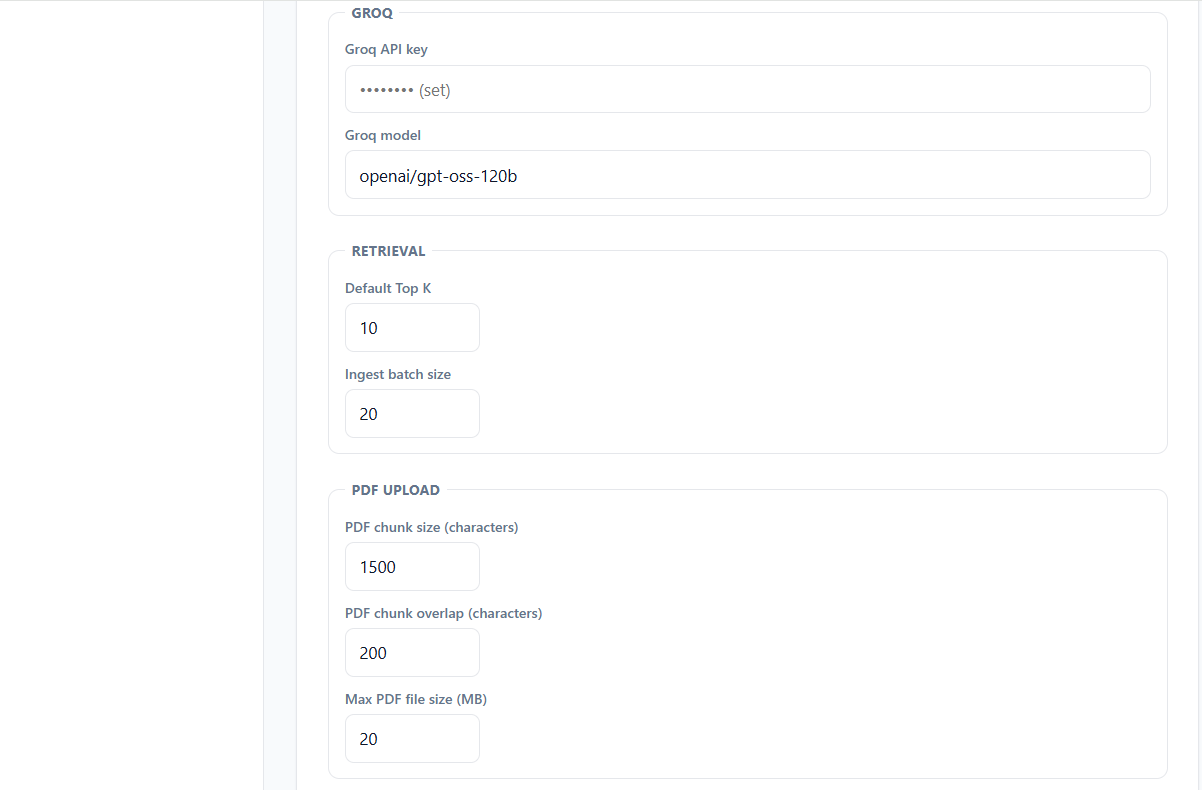 GROQ
Groq API key
•••••••• (set)
Groq model
openai/gpt-oss-120b
RETRIEVAL
Default Top K
10
Ingest batch size
20
PDF UPLOAD
PDF chunk size (characters)
1500
PDF chunk overlap (characters)
200
Max PDF file size (MB)
20